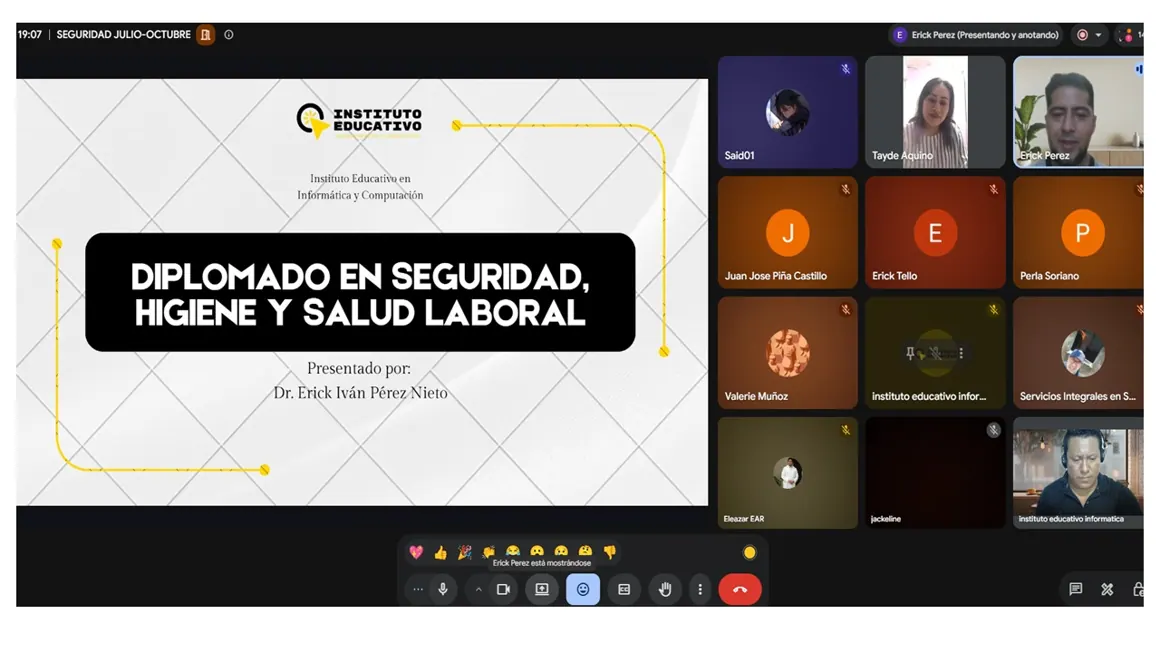 19:07 | SEGURIDAD JULIO-OCTUBRE
E Erick Perez (Presentando y anotando)
INSTITUTO
EDUCATIVO
Instituto Educativo en
Informática y Computación
DIPLOMADO EN SEGURIDAD,
HIGIENE Y SALUD LABORAL
Presentado por:
Dr. Erick Iván Pérez Nieto
Said01
Tayde Aquino
Erick Perez
J
Juan Jose Piña Castillo
E
Erick Tello
P
Perla Soriano
Valerie Muñoz
instituto educativo infor...
Servicios Integrales en S...
Eleazar EAR
jackeline
instituto educativo informatica
Erick Perez está mostrándose